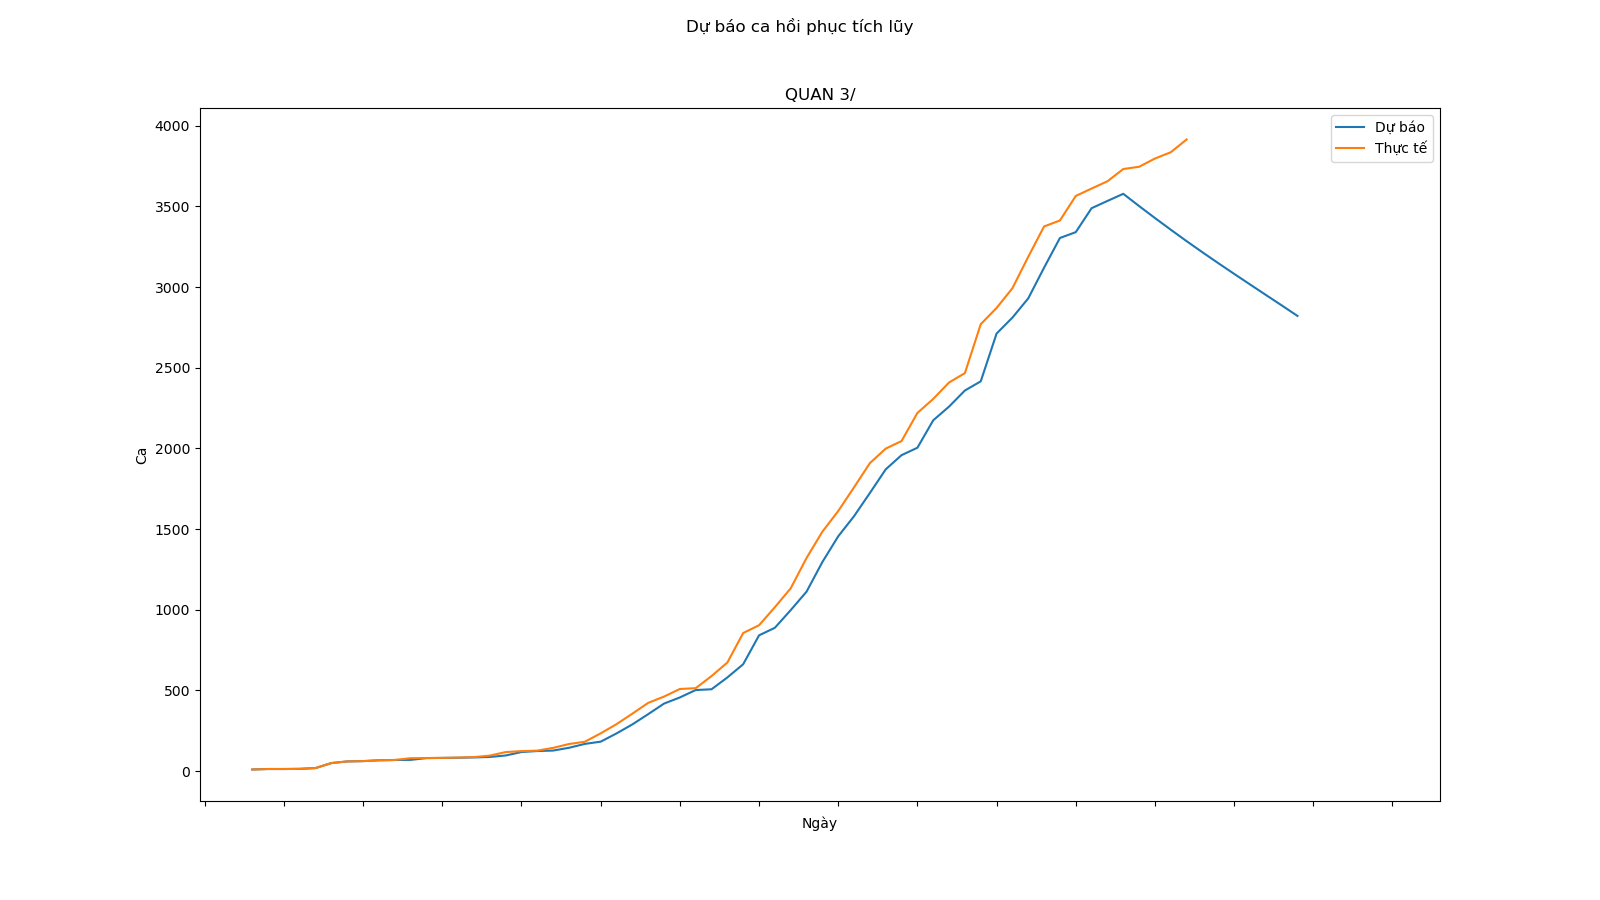 Dự báo ca hồi phục tích lũy
QUAN 3/
Dự báo
Thực tế
4000
3500
3000
2500
2000
1500
1000
500
0
Ca
Ngày